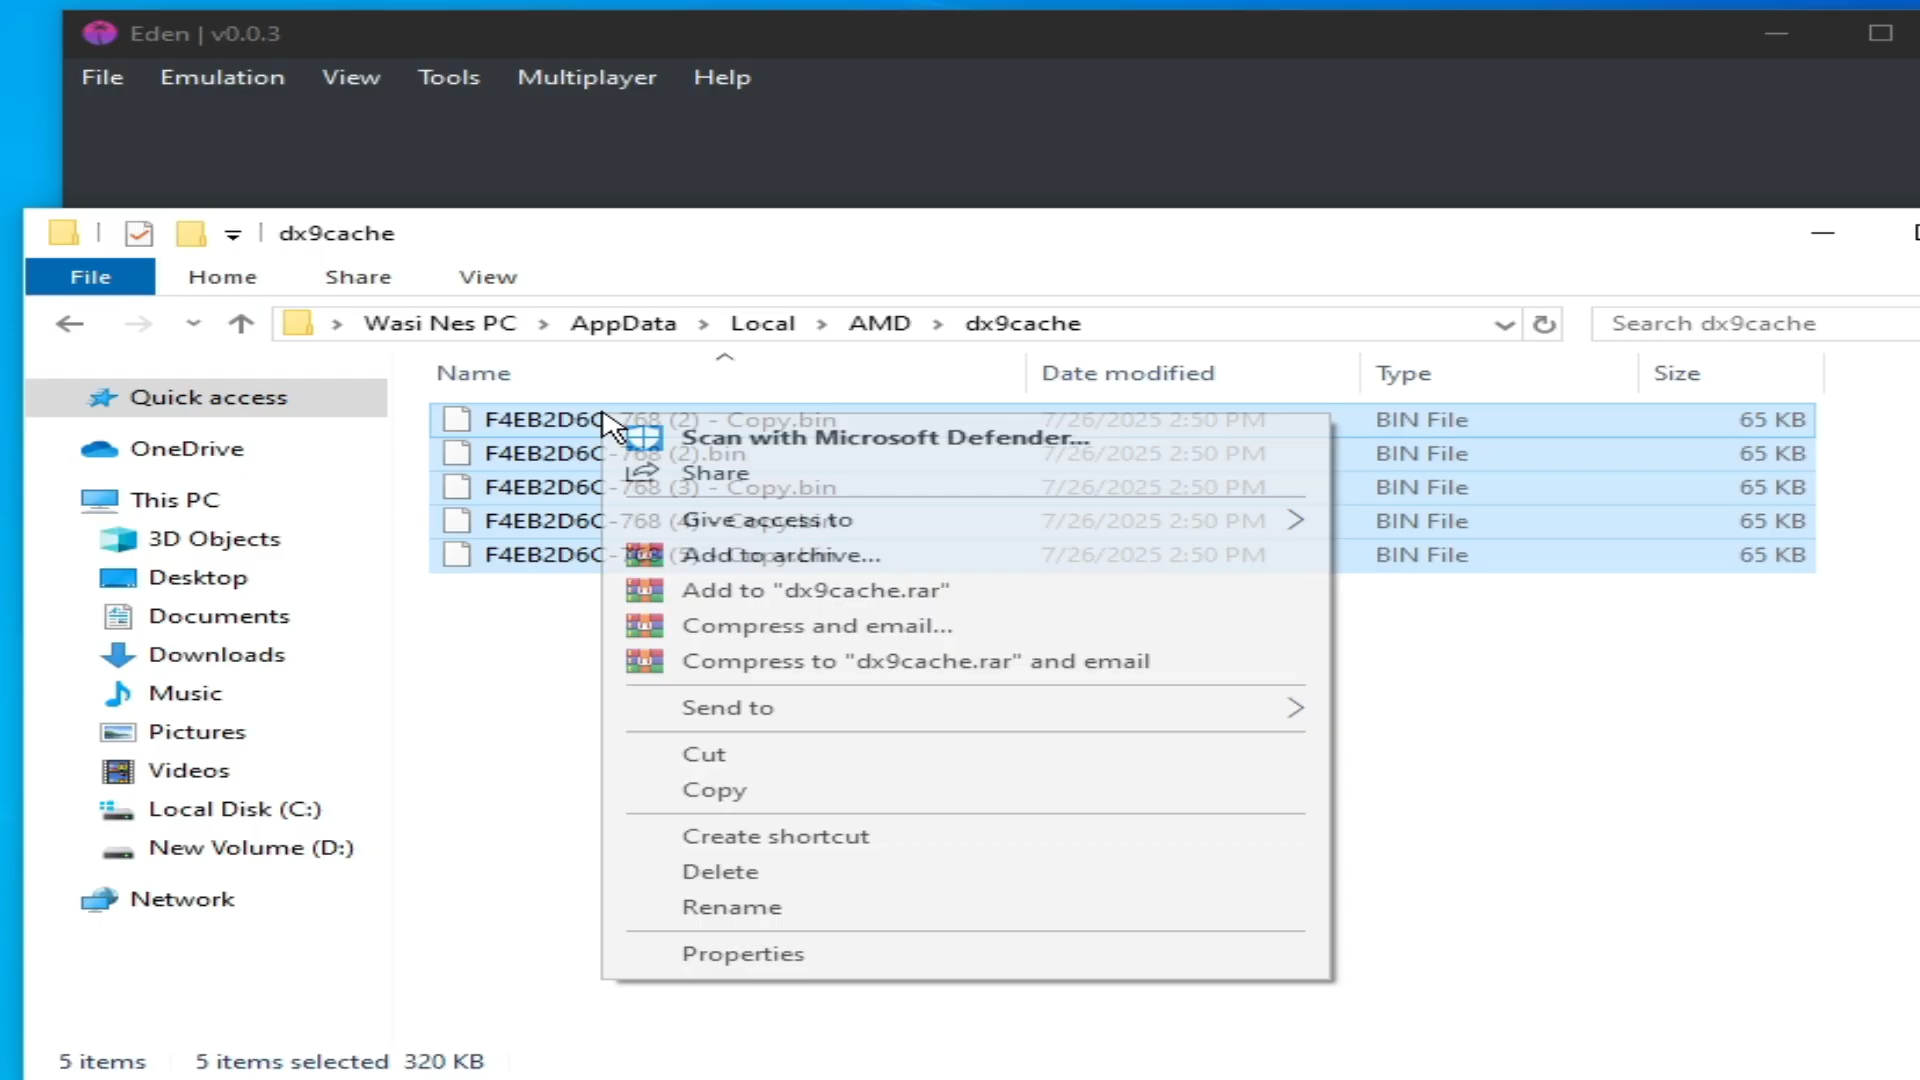 Eden | v0.0.3
File Emulation View Tools Multiplayer Help
dx9cache
File Home Share View
Wasi Nes PC > AppData > Local > AMD > dx9cache
Search dx9cache
Name Date modified Type Size
Quick access
OneDrive
This PC
3D Objects
Desktop
Documents
Downloads
Music
Pictures
Videos
Local Disk (C:)
New Volume (D:)
Network
F4EB2D6C-768 (2) - Copy.bin 7/26/2025 2:50 PM BIN File 65 KB
F4EB2D6C-768 (2).bin 7/26/2025 2:50 PM BIN File 65 KB
F4EB2D6C-768 (3) - Copy.bin 7/26/2025 2:50 PM BIN File 65 KB
F4EB2D6C-768 (4) - Copy.bin 7/26/2025 2:50 PM BIN File 65 KB
F4EB2D6C-768 (5) - Copy.bin 7/26/2025 2:50 PM BIN File 65 KB
Scan with Microsoft Defender...
Share
Give access to
Add to archive...
Add to "dx9cache.rar"
Compress and email...
Compress to "dx9cache.rar" and email
Send to
Cut
Copy
Create shortcut
Delete
Rename
Properties
5 items 5 items selected 320 KB